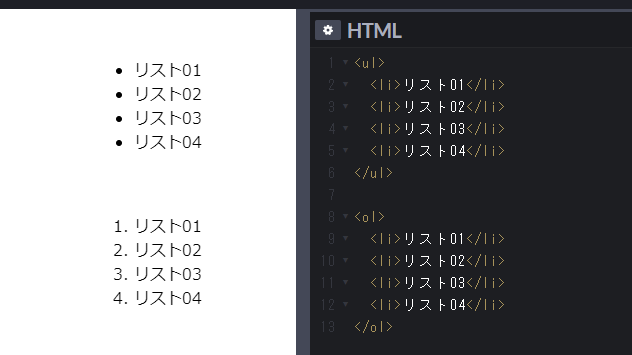 • リスト01
• リスト02
• リスト03
• リスト04
1. リスト01
2. リスト02
3. リスト03
4. リスト04
HTML
1 <ul>
2 <li>リスト01</li>
3 <li>リスト02</li>
4 <li>リスト03</li>
5 <li>リスト04</li>
6 </ul>
7
8 <ol>
9 <li>リスト01</li>
10 <li>リスト02</li>
11 <li>リスト03</li>
12 <li>リスト04</li>
13 </ol>